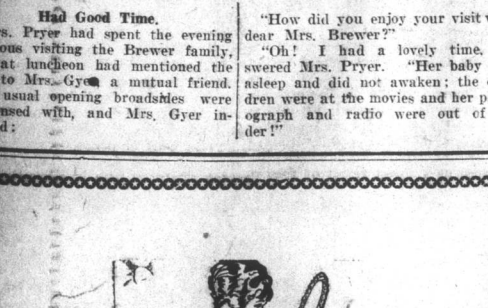 Had Good Time.
s. Pryer had spent the evening
ous visiting the Brewer family,
at luncheon had mentioned the
to Mrs. Gyer a mutual friend.
usual opening broadsides were
nsed with, and Mrs. Gyer in-
d:
"How did you enjoy your visit
dear Mrs. Brewer?"
"Oh! I had a lovely time,
swered Mrs. Pryer. "Her baby
asleep and did not awaken; the
dren were at the movies and her p
ograph and radio were out of
der!"